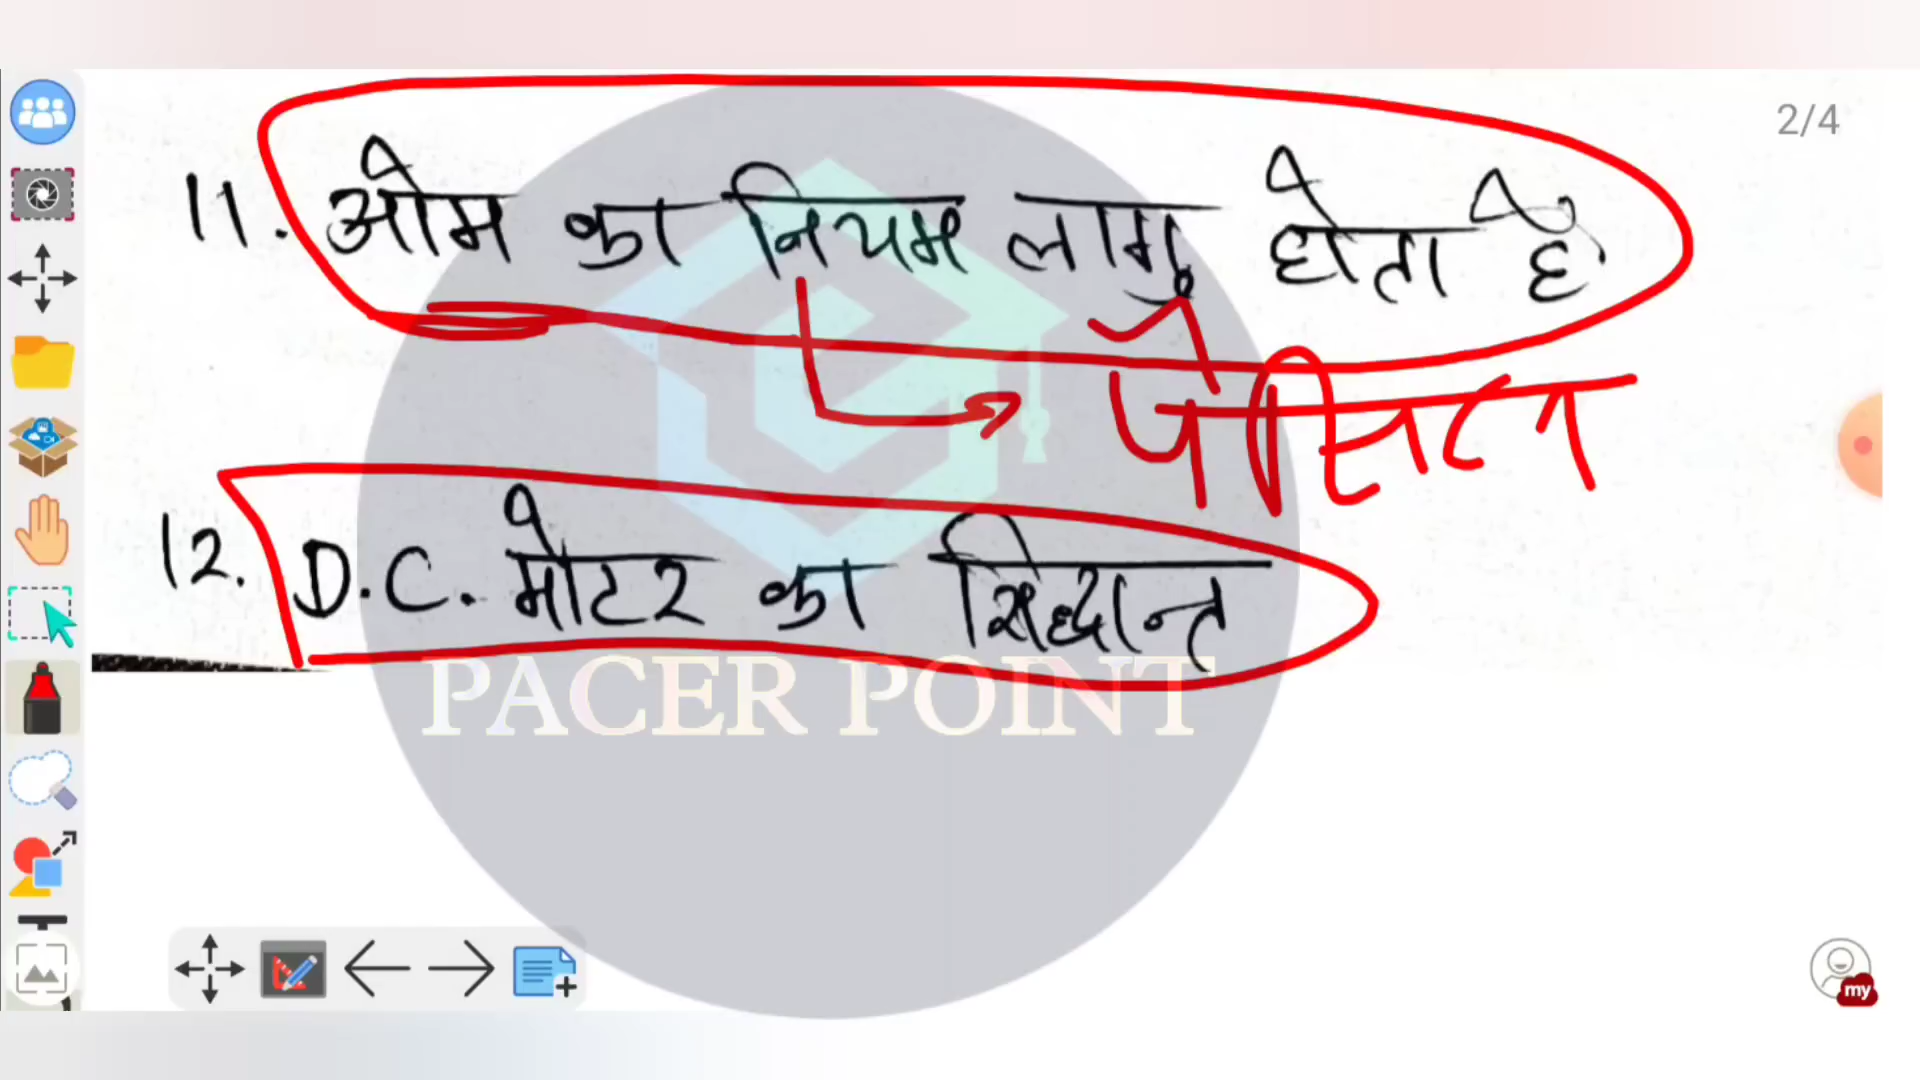 2/4
11. ओम का नियम लागू होता है
12. D.C. मोटर का सिद्धान्त
PACER POINT
my